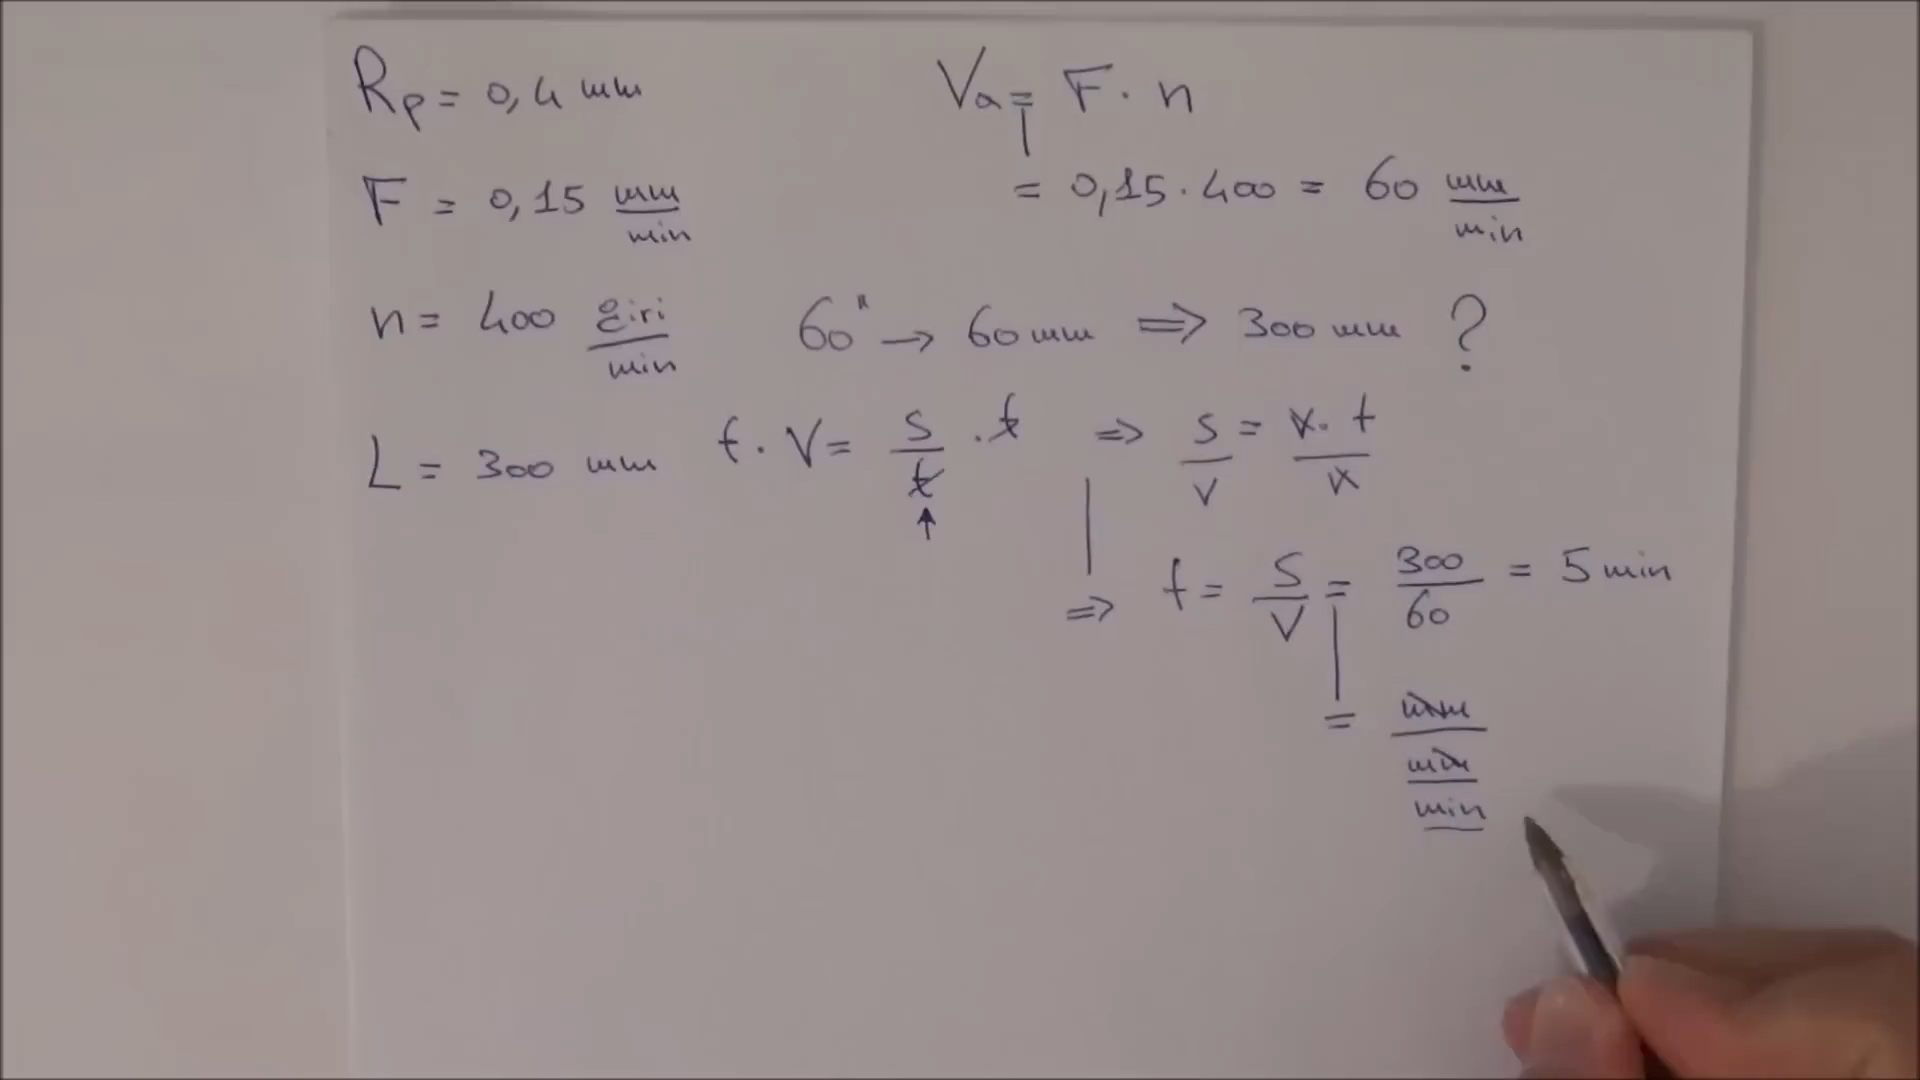 Rp = 0,4 mm
Va = F · n
F = 0,15 mm/min
= 0,15 · 400 = 60 mm/min
n = 400 giri/min
60" → 60 mm ⇒ 300 mm ?
L = 300 mm
t · V = s/t · t ⇒ s/v = v · t/v
⇒ t = S/V = 300/60 = 5 min
= mm/mm/min